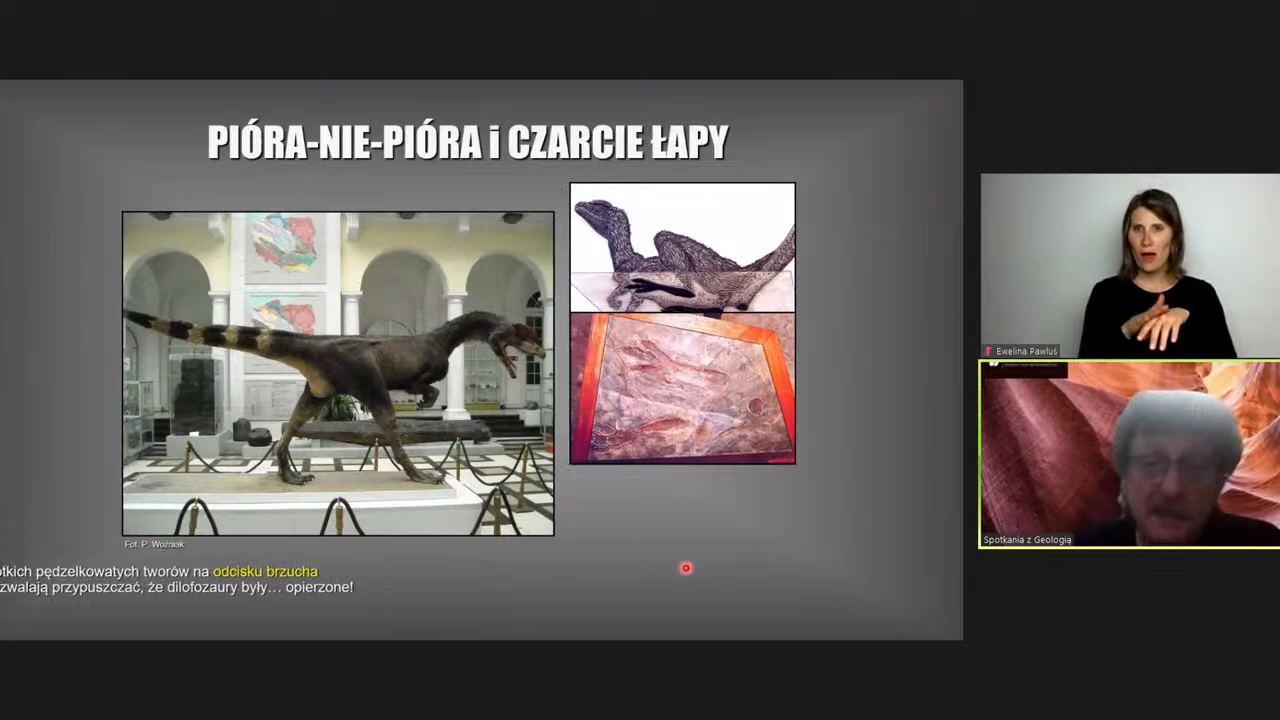 PIÓRA-NIE-PIÓRA i CZARCIE ŁAPY
Fot. P. Woźniak
otkich pędzelkowatych tworów na odcisku brzucha
zwalają przypuszczać, że dilofozaury były... opierzone!
Ewelina Pawluś
Spotkania z Geologią